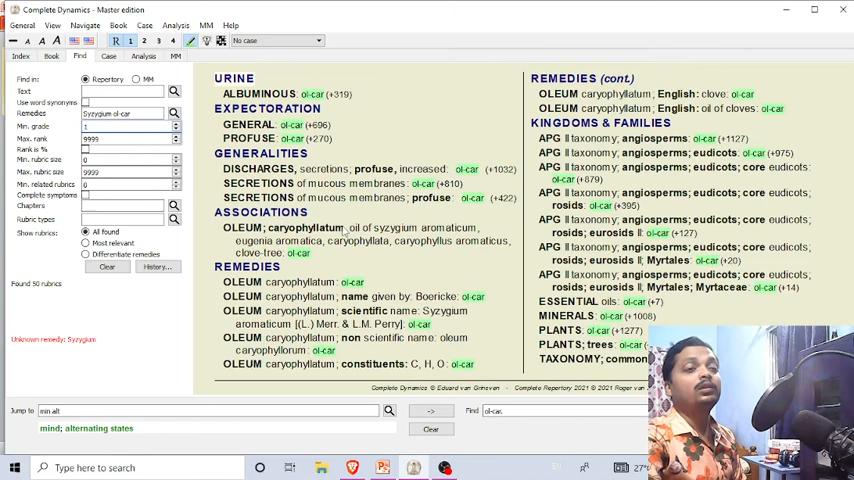 Complete Dynamics - Master edition
General View Navigate Book Case Analysis MM Help
A A A R 1 2 3 4 No case
Index Book Find Case Analysis MM
Find in: Repertory MM
Text
Use word synonyms
Remedies Syzygium ol-car
Min. grade 1
Max. rank 9999
Rank is %
Min. rubric size 0
Max. rubric size 9999
Min. related rubrics 0
Complete symptoms
Chapters
Rubric types
Show rubrics: All found
Most relevant
Differentiate remedies
Clear History...
Found 50 rubrics
Unknown remedy: Syzygium
URINE
ALBUMINOUS: ol-car (+319)
EXPECTORATION
GENERAL: ol-car (+696)
PROFUSE: ol-car (+270)
GENERALITIES
DISCHARGES, secretions; profuse, increased: ol-car (+1032)
SECRETIONS of mucous membranes: ol-car (+810)
SECRETIONS of mucous membranes; profuse: ol-car (+422)
ASSOCIATIONS
OLEUM; caryophyllatum, oil of syzygium aromaticum,
eugenia aromatica, caryophyllata, caryophyllus aromaticus,
clove-tree: ol-car
REMEDIES
OLEUM caryophyllatum: ol-car
OLEUM caryophyllatum; name given by: Boericke: ol-car
OLEUM caryophyllatum; scientific name: Syzygium
aromaticum [(L.) Merr. & L.M. Perry]: ol-car
OLEUM caryophyllatum; non scientific name: oleum
caryophyllorum: ol-car
OLEUM caryophyllatum; constituents: C, H, O: ol-car
REMEDIES (cont.)
OLEUM caryophyllatum; English: clove: ol-car
OLEUM caryophyllatum; English: oil of cloves: ol-car
KINGDOMS & FAMILIES
APG II taxonomy; angiosperms: ol-car (+1127)
APG II taxonomy; angiosperms; eudicots: ol-car (+975)
APG II taxonomy; angiosperms; eudicots; core eudicots:
ol-car (+879)
APG II taxonomy; angiosperms; eudicots; core eudicots;
rosids: ol-car (+395)
APG II taxonomy; angiosperms; eudicots; core eudicots;
rosids; eurosids II: ol-car (+127)
APG II taxonomy; angiosperms; eudicots; core eudicots;
rosids; eurosids II; Myrtales: ol-car (+20)
APG II taxonomy; angiosperms; eudicots; core eudicots;
rosids; eurosids II; Myrtales; Myrtaceae: ol-car (+14)
ESSENTIAL oils: ol-car (+7)
MINERALS: ol-car (+1008)
PLANTS: ol-car (+1277)
PLANTS; trees: ol-car
TAXONOMY; common
Complete Dynamics © Eduard van Grinsven - Complete Repertory 2021 © 2021 Roger van
Jump to min alt -> Find ol-car.
mind; alternating states Clear
Type here to search 27°